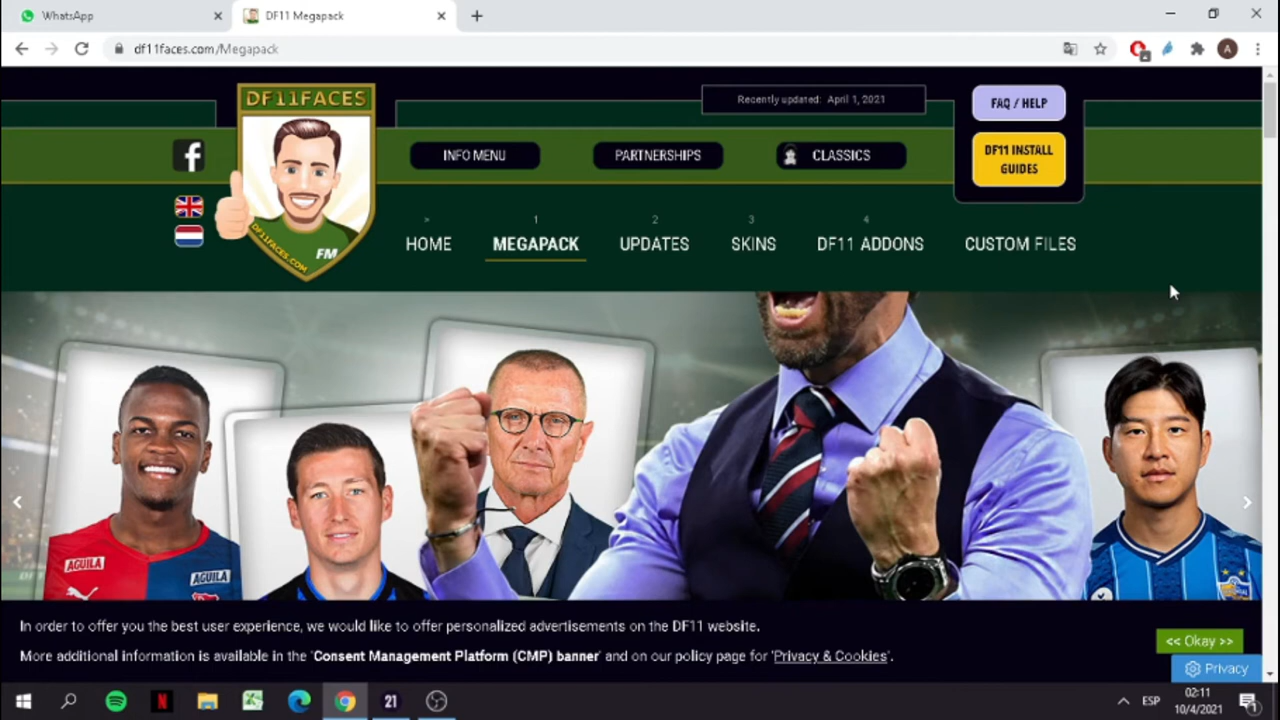 WhatsApp
DF11 Megapack
df11faces.com/Megapack
DF11FACES
Recently updated: April 1, 2021
FAQ / HELP
DF11 INSTALL
GUIDES
INFO MENU
PARTNERSHIPS
CLASSICS
DF11FACES.COM
FM
>
1
2
3
4
HOME
MEGAPACK
UPDATES
SKINS
DF11 ADDONS
CUSTOM FILES
AGUILA
AGUILA
In order to offer you the best user experience, we would like to offer personalized advertisements on the DF11 website.
More additional information is available in the 'Consent Management Platform (CMP) banner' and on our policy page for 'Privacy & Cookies'.
<< Okay >>
Privacy
21
ESP
02:11
10/4/2021
1